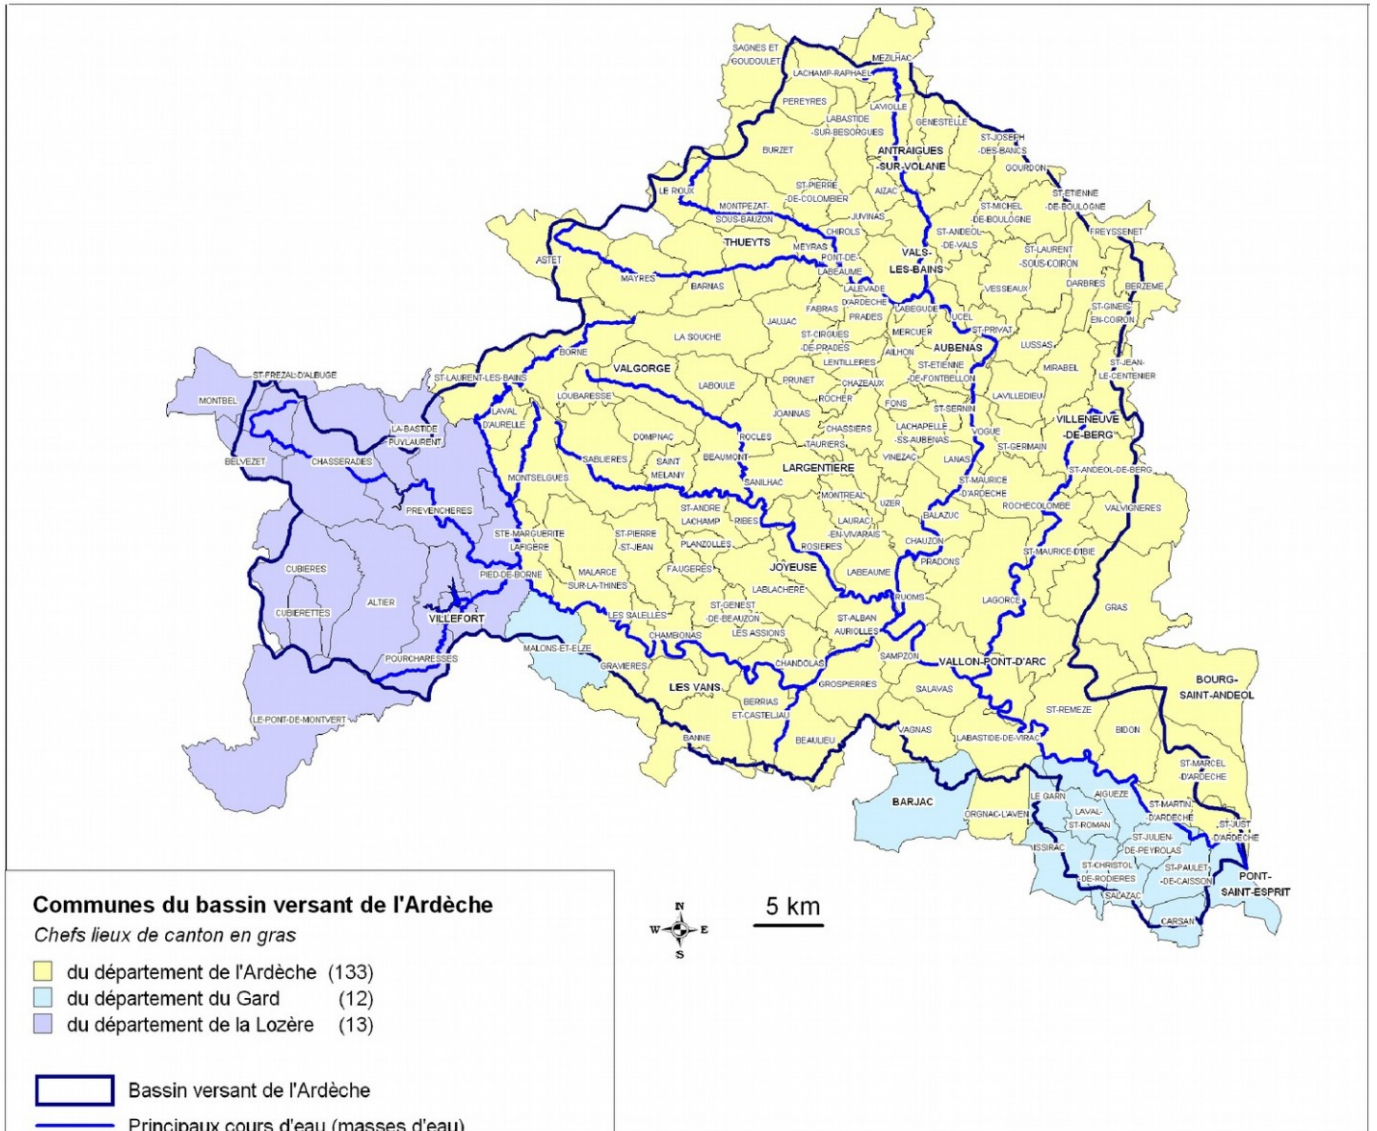 SAGNES ET
GOUDOULET
MEZILHAC
LACHAMP-RAPHAEL
PEREYRES
LAVIOLLE
LABASTIDE
-SUR-BESORGUES
GENESTELLE
ST-JOSEPH
-DES-BANCS
BURZET
ANTRAIGUES
-SUR-VOLANE
GOURDON
LE ROUX
ST-PIERRE
-DE-COLOMBIER
AIZAC
ST-ETIENNE
-DE-BOULOGNE
MONTPEZAT-
SOUS-BAUZON
JUVINAS
ST-MICHEL
-DE-BOULOGNE
CHIROLS
ST-ANDEOL
-DE-VALS
FREYSSENET
THUEYTS
MEYRAS
PONT-DE-
LABEAUME
VALS-
LES-BAINS
ST-LAURENT
-SOUS-COIRON
ASTET
MAYRES
BARNAS
LALEVADE
D'ARDECHE
VESSEAUX
DARBRES
BERZEME
FABRAS
PRADES
LABEGUDE
UCEL
ST-GINEIS
EN-COIRON
JAUJAC
LA SOUCHE
ST-CIRGUES
-DE-PRADES
MERCUER
ST-PRIVAT
BORNE
AILHON
AUBENAS
LUSSAS
VALGORGE
LENTILLERES
ST-ETIENNE
-DE-FONTBELLON
MIRABEL
ST-JEAN-
LE-CENTENIER
ST-FREZAL-D'ALBUGE
ST-LAURENT-LES-BAINS
LABOULE
PRUNET
CHAZEAUX
MONTBEL
LOUBARESSE
ROCHER
FONS
LAVILLEDIEU
LAVAL
D'AURELLE
JOANNAS
ST-SERNIN
VILLENEUVE
-DE-BERG
LA-BASTIDE
PUYLAURENT
CHASSIERS
LACHAPELLE
-SS-AUBENAS
VOGUE
DOMPNAC
ROCLES
TAURIERS
ST-GERMAIN
BELVEZET
CHASSERADES
SABLIERES
SAINT
MELANY
BEAUMONT
LARGENTIERE
VINEZAC
LANAS
ST-ANDEOL-DE-BERG
MONTSELGUES
SANILHAC
ST-MAURICE
-D'ARDECHE
MONTREAL
UZER
ROCHECOLOMBE
VALVIGNERES
PREVENCHERES
ST-ANDRE
LACHAMP
RIBES
LAURAC
-EN-VIVARAIS
BALAZUC
STE-MARGUERITE
LAFIGERE
ST-PIERRE
-ST-JEAN
PLANZOLLES
ROSIERES
CHAUZON
ST-MAURICE-D'IBIE
PRADONS
CUBIERES
PIED-DE-BORNE
MALARCE
SUR-LA-THINES
FAUGERES
JOYEUSE
LABEAUME
LABLACHERE
RUOMS
LAGORCE
GRAS
CUBIERETTES
ALTIER
VILLEFORT
LES SALELLES
ST-GENEST
-DE-BEAUZON
ST-ALBAN
AURIOLLES
CHAMBONAS
LES ASSIONS
MALONS-ET-ELZE
POURCHARESSES
GRAVIERES
CHANDOLAS
SAMPZON
VALLON-PONT-D'ARC
LES VANS
GROSPIERRES
SALAVAS
BOURG-
SAINT-ANDEOL
BERRIAS
ET-CASTELJAU
ST-REMEZE
LE-PONT-DE-MONTVERT
BANNE
BEAULIEU
VAGNAS
LABASTIDE-DE-VIRAC
BIDON
ST-MARCEL
-D'ARDECHE
BARJAC
ORGNAC-L'AVEN
LE GARN
AIGUEZE
LAVAL-
ST-ROMAN
ST-MARTIN
-D'ARDECHE
ST-JUST
-D'ARDECHE
ISSIRAC
ST-JULIEN-
DE-PEYROLAS
ST-CHRISTOL
-DE-RODIERES
ST-PAULET
-DE-CAISSON
PONT-
SAINT-ESPRIT
SALAZAC
CARSAN
Communes du bassin versant de l'Ardèche
Chefs lieux de canton en gras
du département de l'Ardèche (133)
du département du Gard (12)
du département de la Lozère (13)
Bassin versant de l'Ardèche
Principaux cours d'eau (masses d'eau)
N
W E
S
5 km